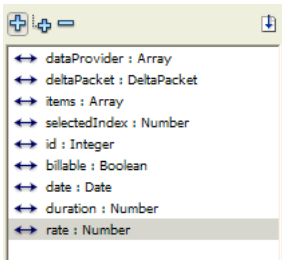 dataProvider : Array
deltaPacket : DeltaPacket
items : Array
selectedIndex : Number
id : Integer
billable : Boolean
date : Date
duration : Number
rate : Number